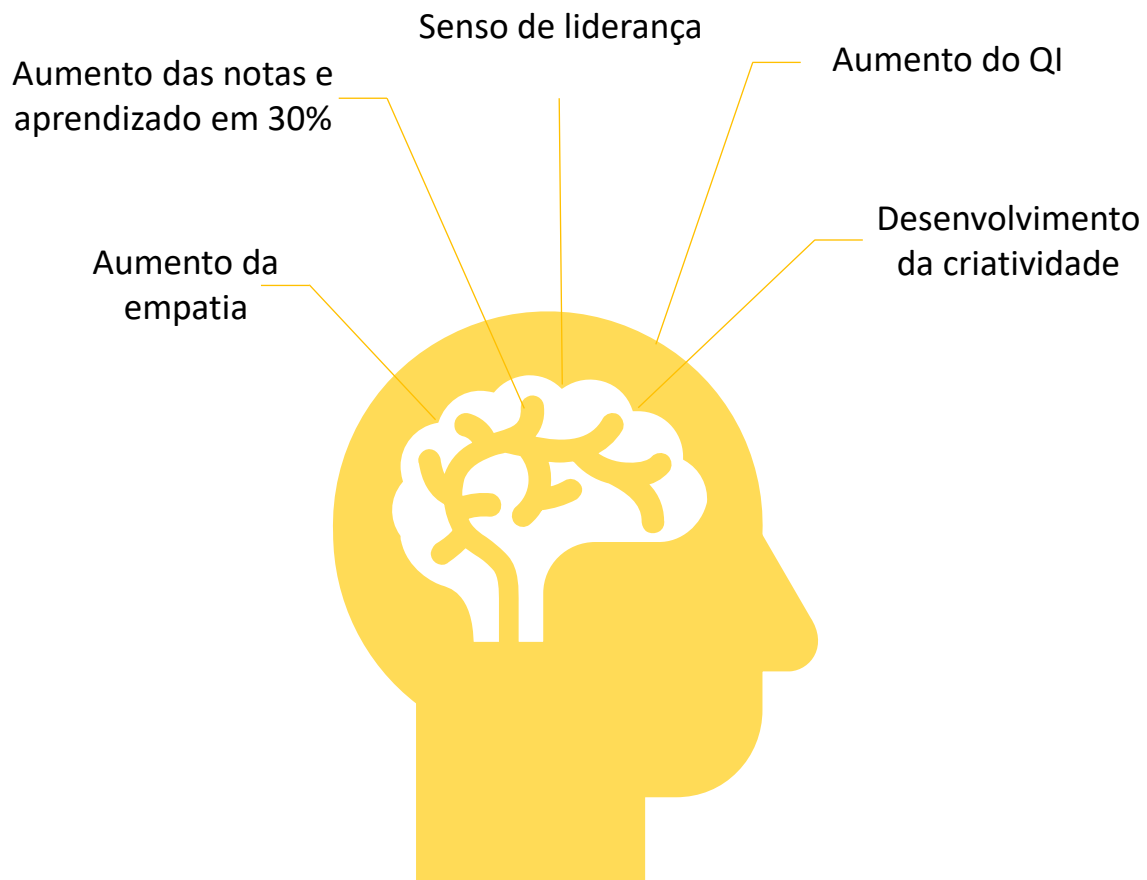 Senso de liderança
Aumento das notas e
aprendizado em 30%
Aumento do QI
Desenvolvimento
da criatividade
Aumento da
empatia